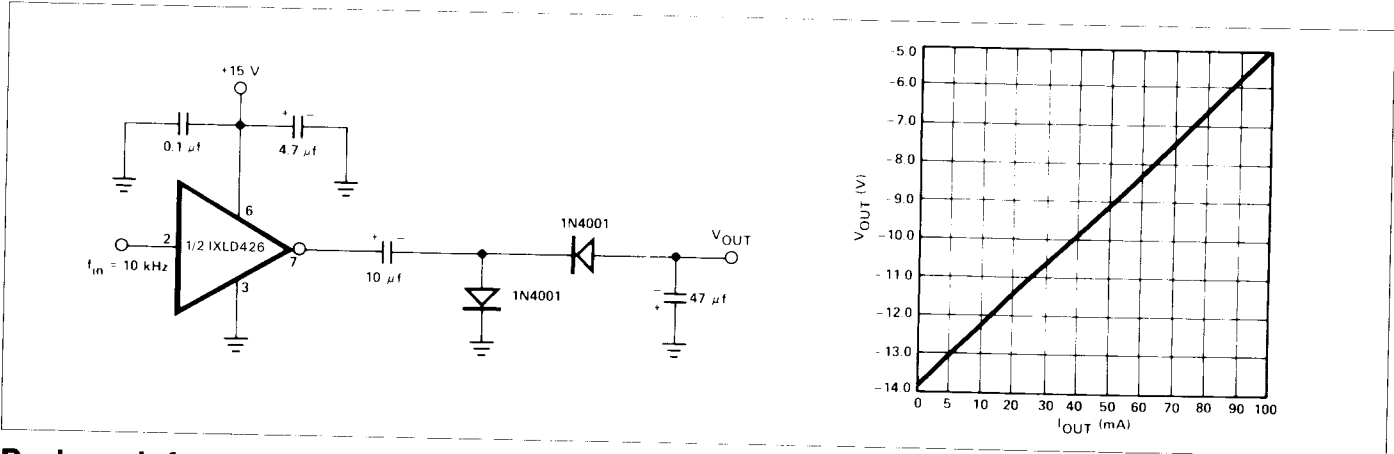 +15 V
0.1 μf
+ −
4.7 μf
6
2
1/2 IXLD426
7
3
f_in = 10 kHz
+ −
10 μf
1N4001
1N4001
V_OUT
−
+
47 μf
-5.0
-6.0
-7.0
-8.0
-9.0
-10.0
-11.0
-12.0
-13.0
-14.0
V_OUT (V)
0 5 10 20 30 40 50 60 70 80 90 100
I_OUT (mA)